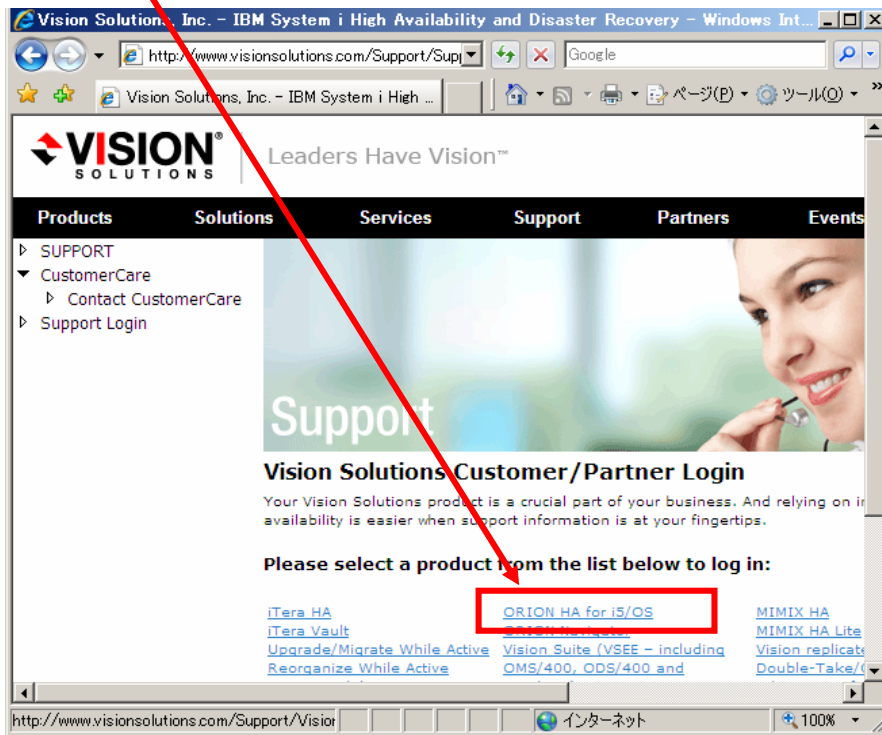 Vision Solutions, Inc. - IBM System i High Availability and Disaster Recovery - Windows Int...
http://www.visionsolutions.com/Support/Sup
Google
Vision Solutions, Inc. - IBM System i High ...
ページ(P)
ツール(O)
»
VISION®
SOLUTIONS
Leaders Have Vision™
Products Solutions Services Support Partners Events
SUPPORT
CustomerCare
Contact CustomerCare
Support Login
Support
Vision Solutions Customer/Partner Login
Your Vision Solutions product is a crucial part of your business. And relying on
availability is easier when support information is at your fingertips.
Please select a product from the list below to log in:
iTera HA ORION HA for i5/OS MIMIX HA
iTera Vault MIMIX HA Lite
Upgrade/Migrate While Active Vision Suite (VSEE – including Vision replicate
Reorganize While Active OMS/400, ODS/400 and Double-Take/
http://www.visionsolutions.com/Support/Vision
インターネット
100%